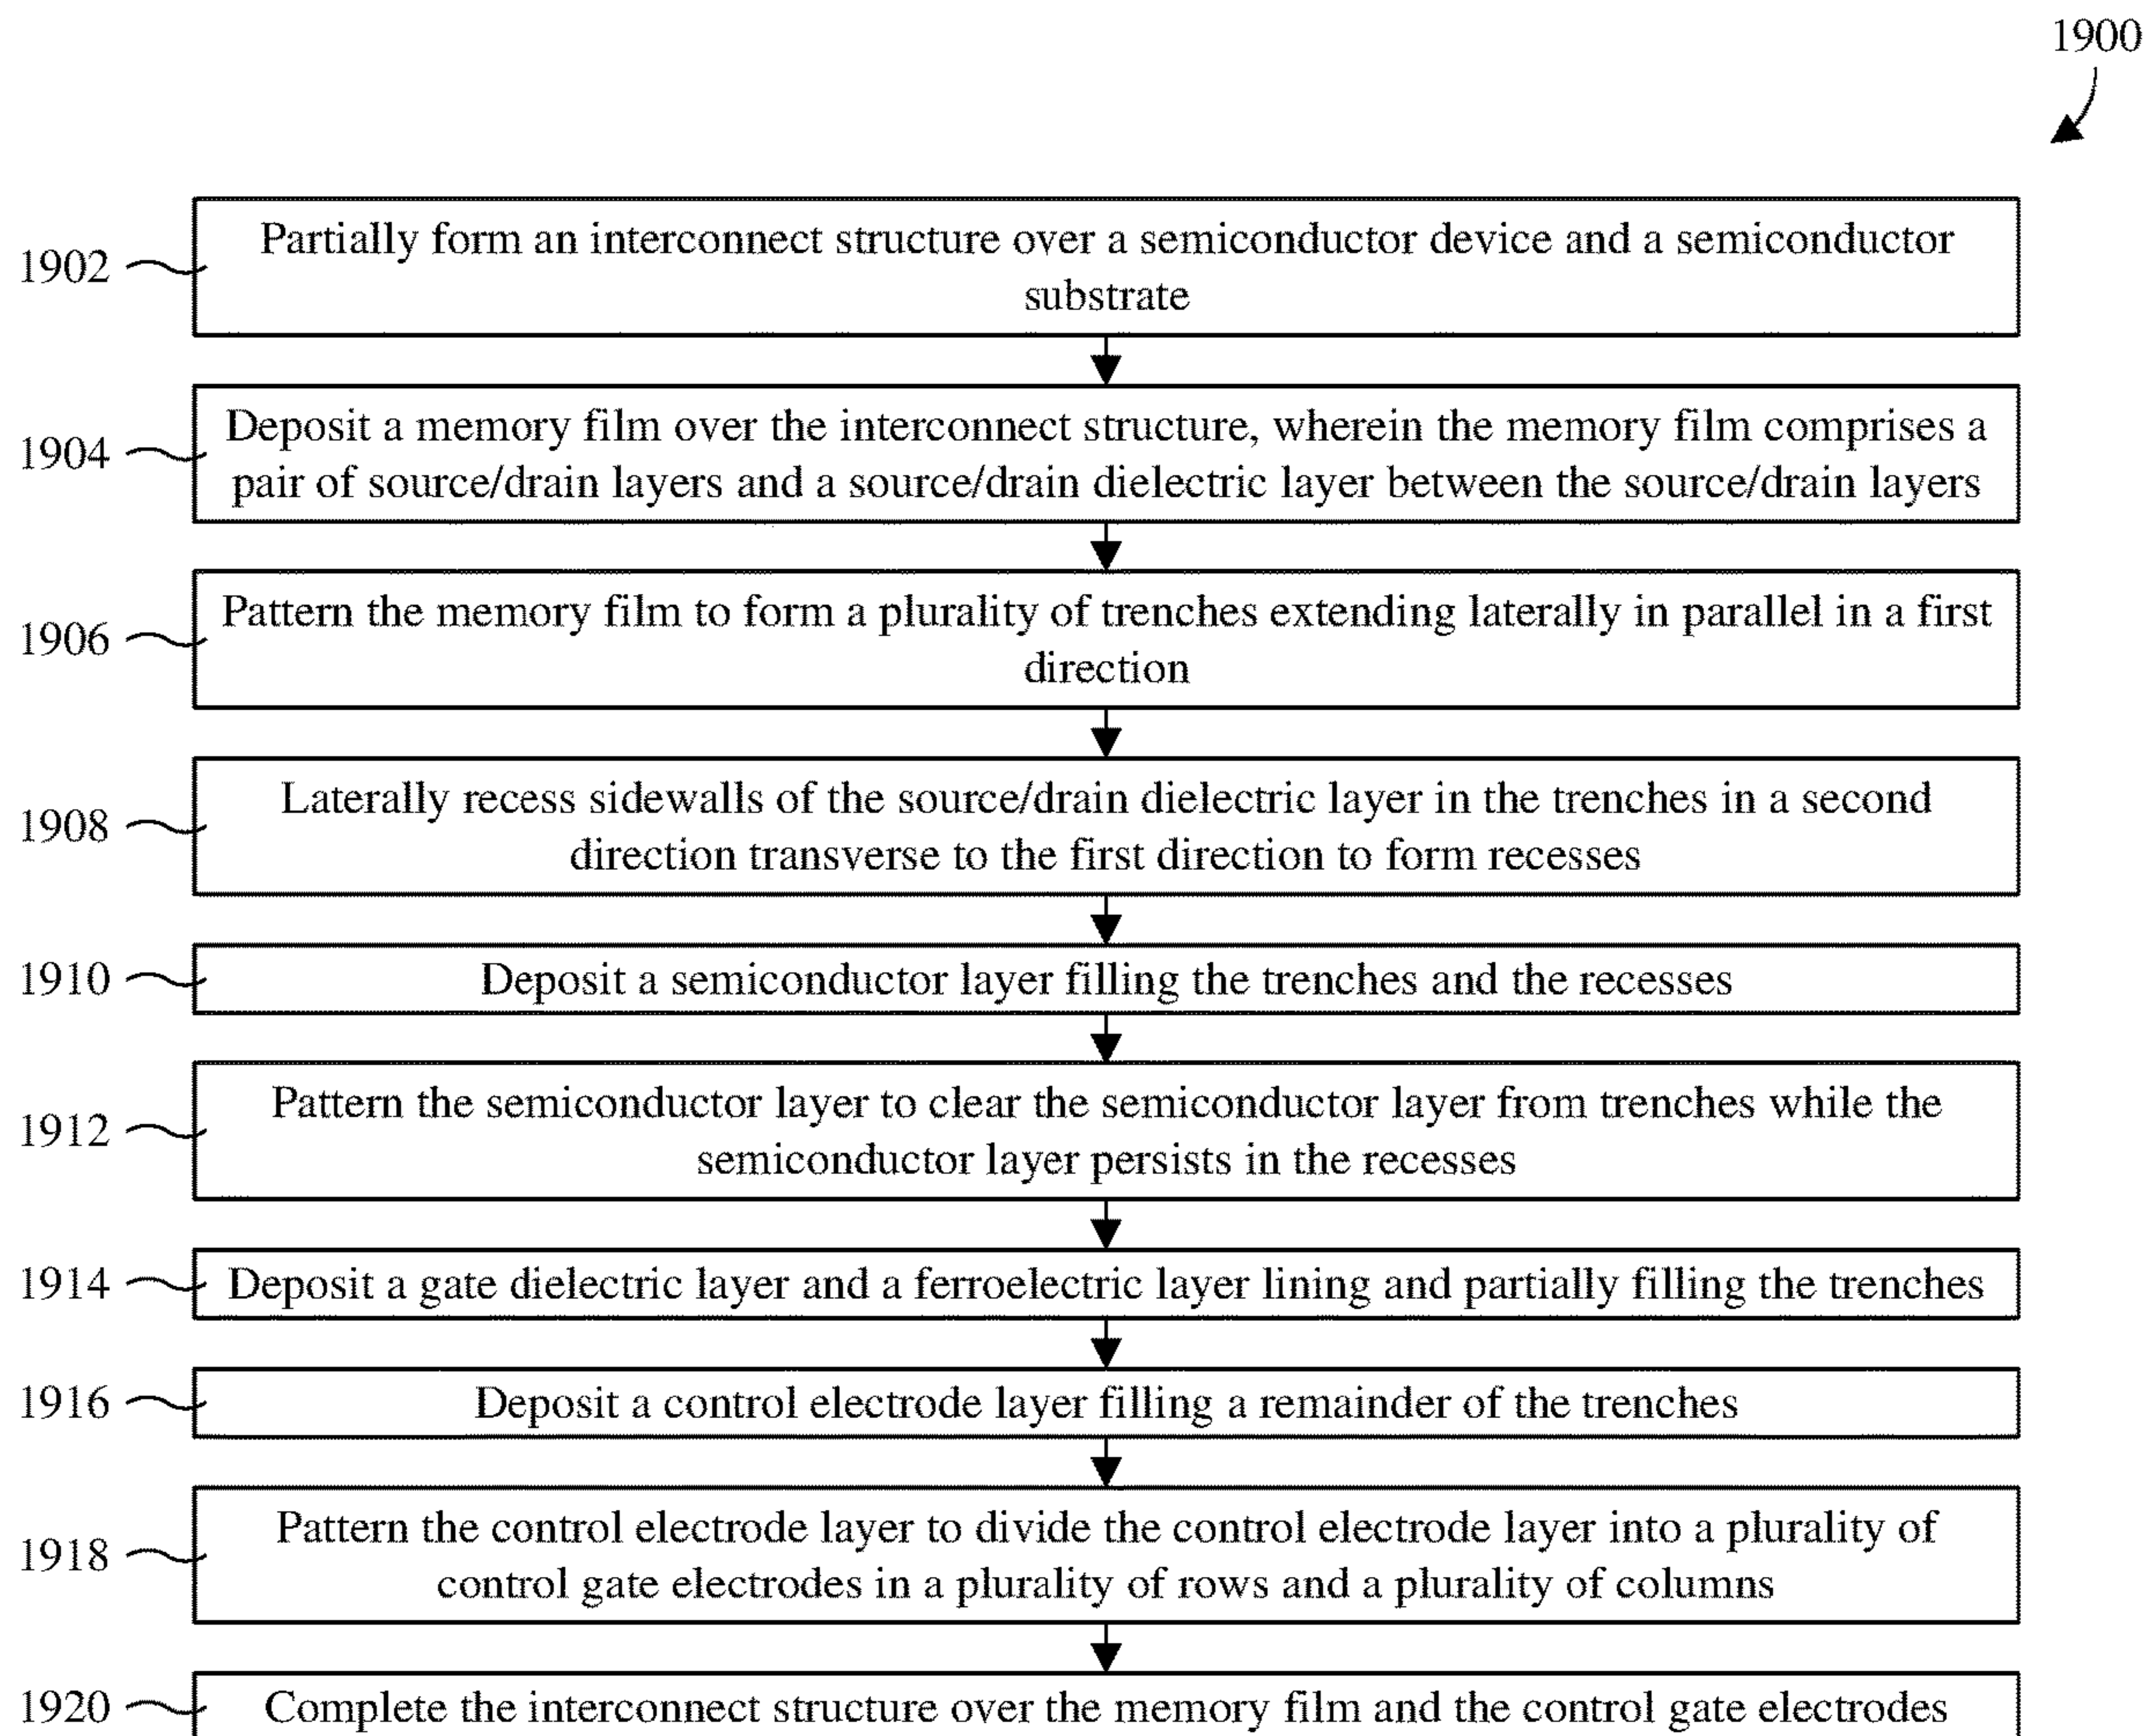 1900
1902
Partially form an interconnect structure over a semiconductor device and a semiconductor
substrate
1904
Deposit a memory film over the interconnect structure, wherein the memory film comprises a
pair of source/drain layers and a source/drain dielectric layer between the source/drain layers
1906
Pattern the memory film to form a plurality of trenches extending laterally in parallel in a first
direction
1908
Laterally recess sidewalls of the source/drain dielectric layer in the trenches in a second
direction transverse to the first direction to form recesses
1910
Deposit a semiconductor layer filling the trenches and the recesses
1912
Pattern the semiconductor layer to clear the semiconductor layer from trenches while the
semiconductor layer persists in the recesses
1914
Deposit a gate dielectric layer and a ferroelectric layer lining and partially filling the trenches
1916
Deposit a control electrode layer filling a remainder of the trenches
1918
Pattern the control electrode layer to divide the control electrode layer into a plurality of
control gate electrodes in a plurality of rows and a plurality of columns
1920
Complete the interconnect structure over the memory film and the control gate electrodes